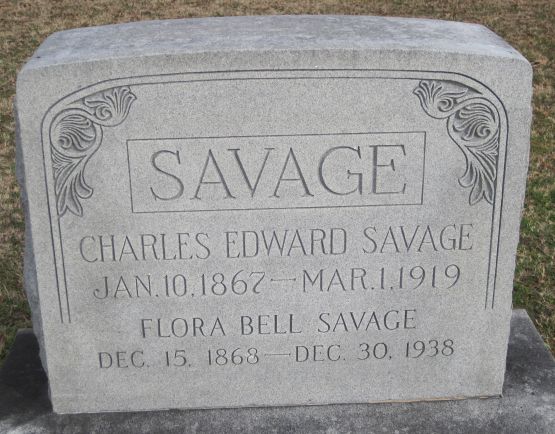 SAVAGE
CHARLES EDWARD SAVAGE
JAN. 10, 1867 — MAR. 1, 1919
FLORA BELL SAVAGE
DEC. 15, 1868 — DEC. 30, 1938